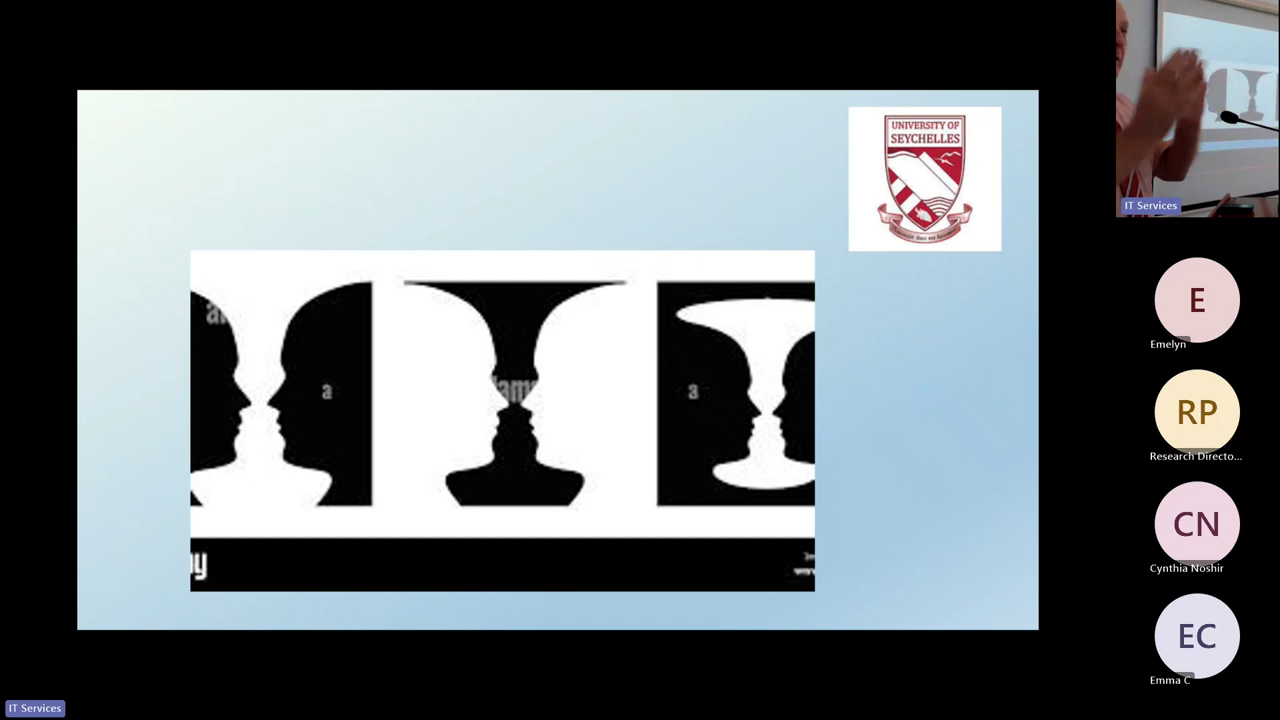 UNIVERSITY OF
SEYCHELLES
a
a
IT Services
E
Emelyn
RP
Research Directo...
CN
Cynthia Noshir
EC
Emma C
IT Services